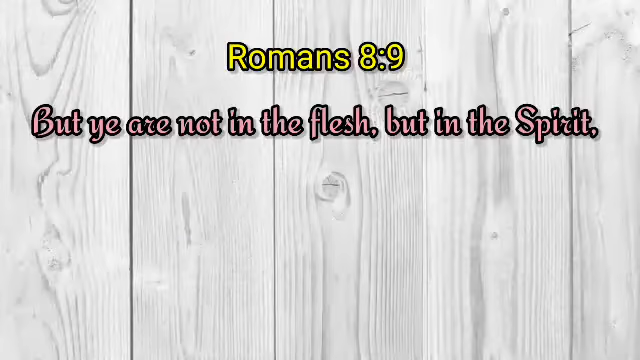 Romans 8:9
But ye are not in the flesh, but in the Spirit,